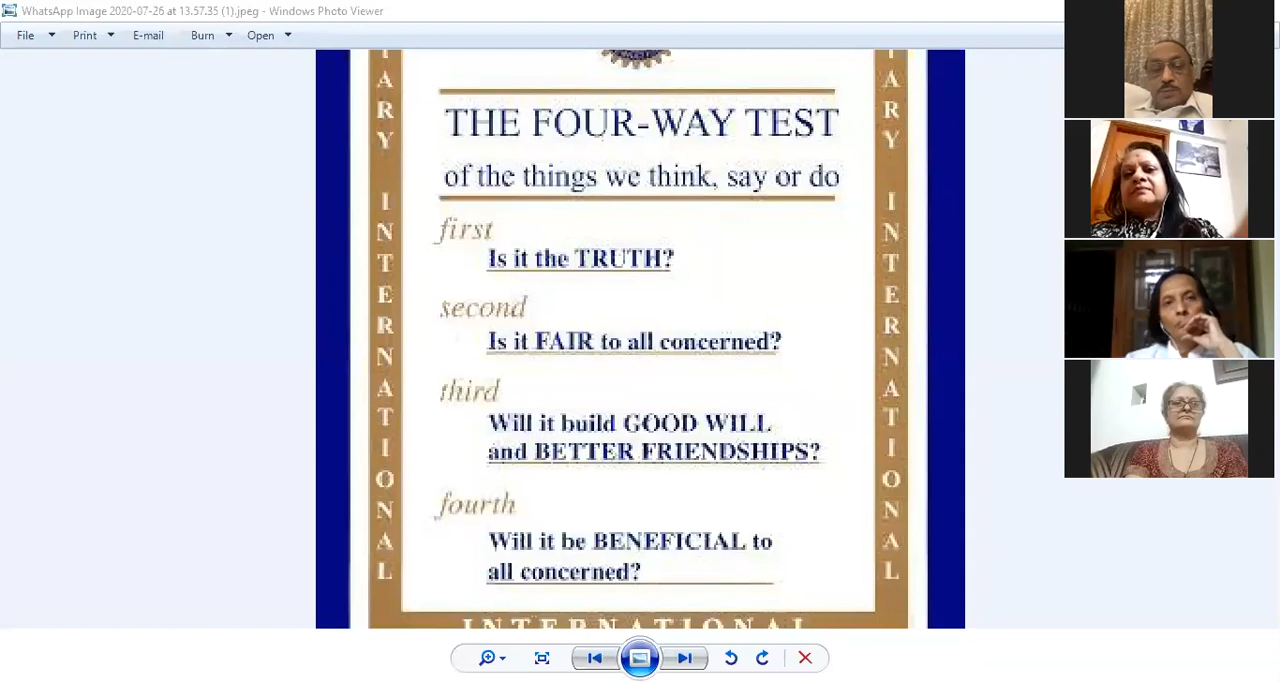 WhatsApp Image 2020-07-26 at 13.57.35 (1).jpeg - Windows Photo Viewer
File Print E-mail Burn Open
THE FOUR-WAY TEST
of the things we think, say or do
first
Is it the TRUTH?
second
Is it FAIR to all concerned?
third
Will it build GOOD WILL
and BETTER FRIENDSHIPS?
fourth
Will it be BENEFICIAL to
all concerned?
TARY INTERNATIONAL
TARY INTERNATIONAL
INTERNATIONAL